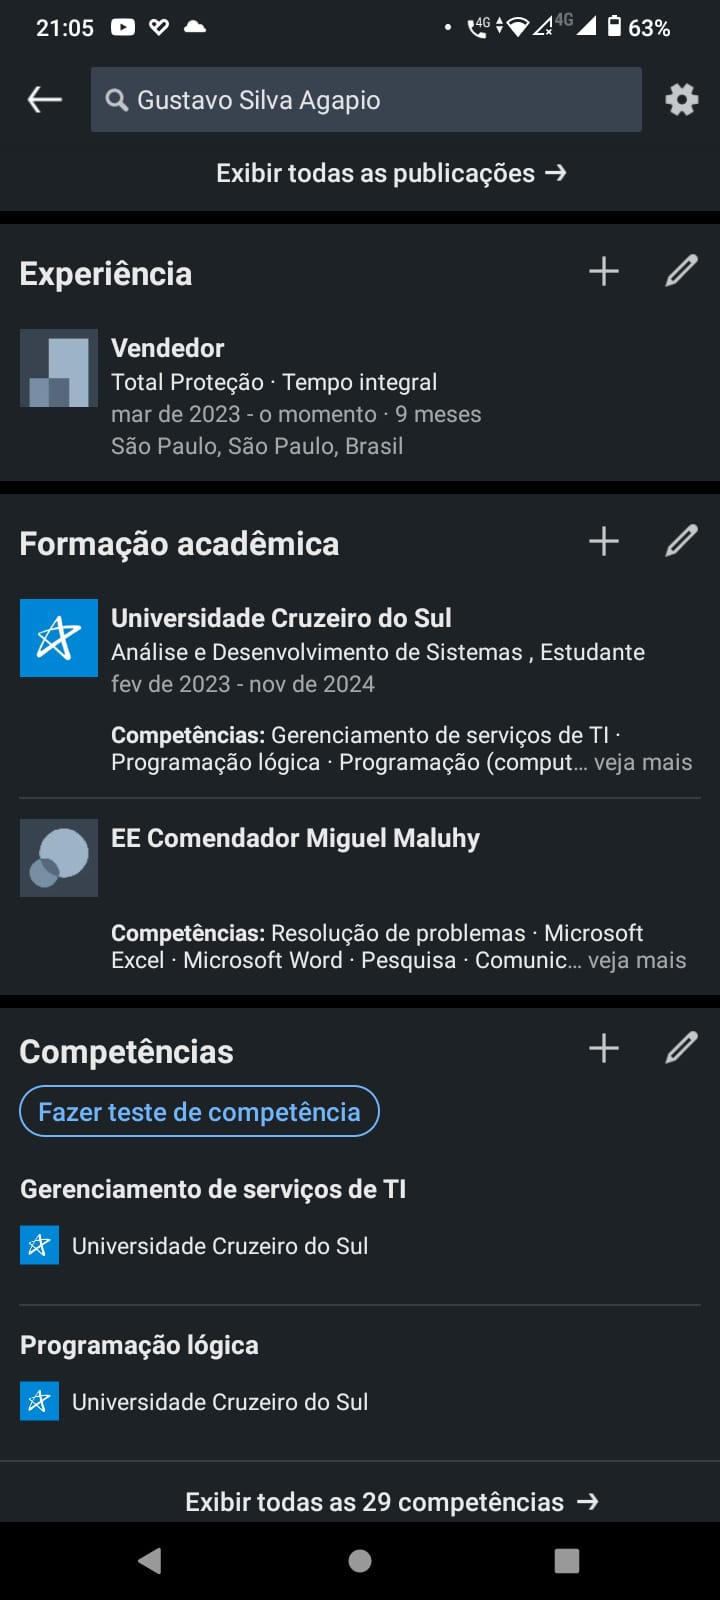 21:05
4G
4G
63%
Gustavo Silva Agapio
Exibir todas as publicações →
Experiência
Vendedor
Total Proteção · Tempo integral
mar de 2023 - o momento · 9 meses
São Paulo, São Paulo, Brasil
Formação acadêmica
Universidade Cruzeiro do Sul
Análise e Desenvolvimento de Sistemas , Estudante
fev de 2023 - nov de 2024
Competências: Gerenciamento de serviços de TI ·
Programação lógica · Programação (comput... veja mais
EE Comendador Miguel Maluhy
Competências: Resolução de problemas · Microsoft
Excel · Microsoft Word · Pesquisa · Comunic... veja mais
Competências
Fazer teste de competência
Gerenciamento de serviços de TI
Universidade Cruzeiro do Sul
Programação lógica
Universidade Cruzeiro do Sul
Exibir todas as 29 competências →